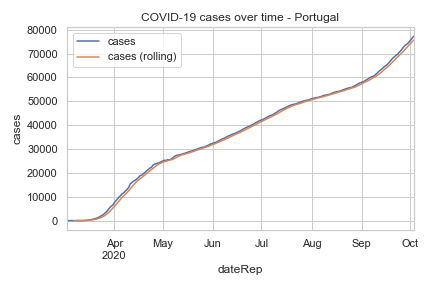 COVID-19 cases over time - Portugal
cases
cases (rolling)
80000
70000
60000
50000
40000
30000
20000
10000
0
cases
Apr
2020
May
Jun
Jul
Aug
Sep
Oct
dateRep